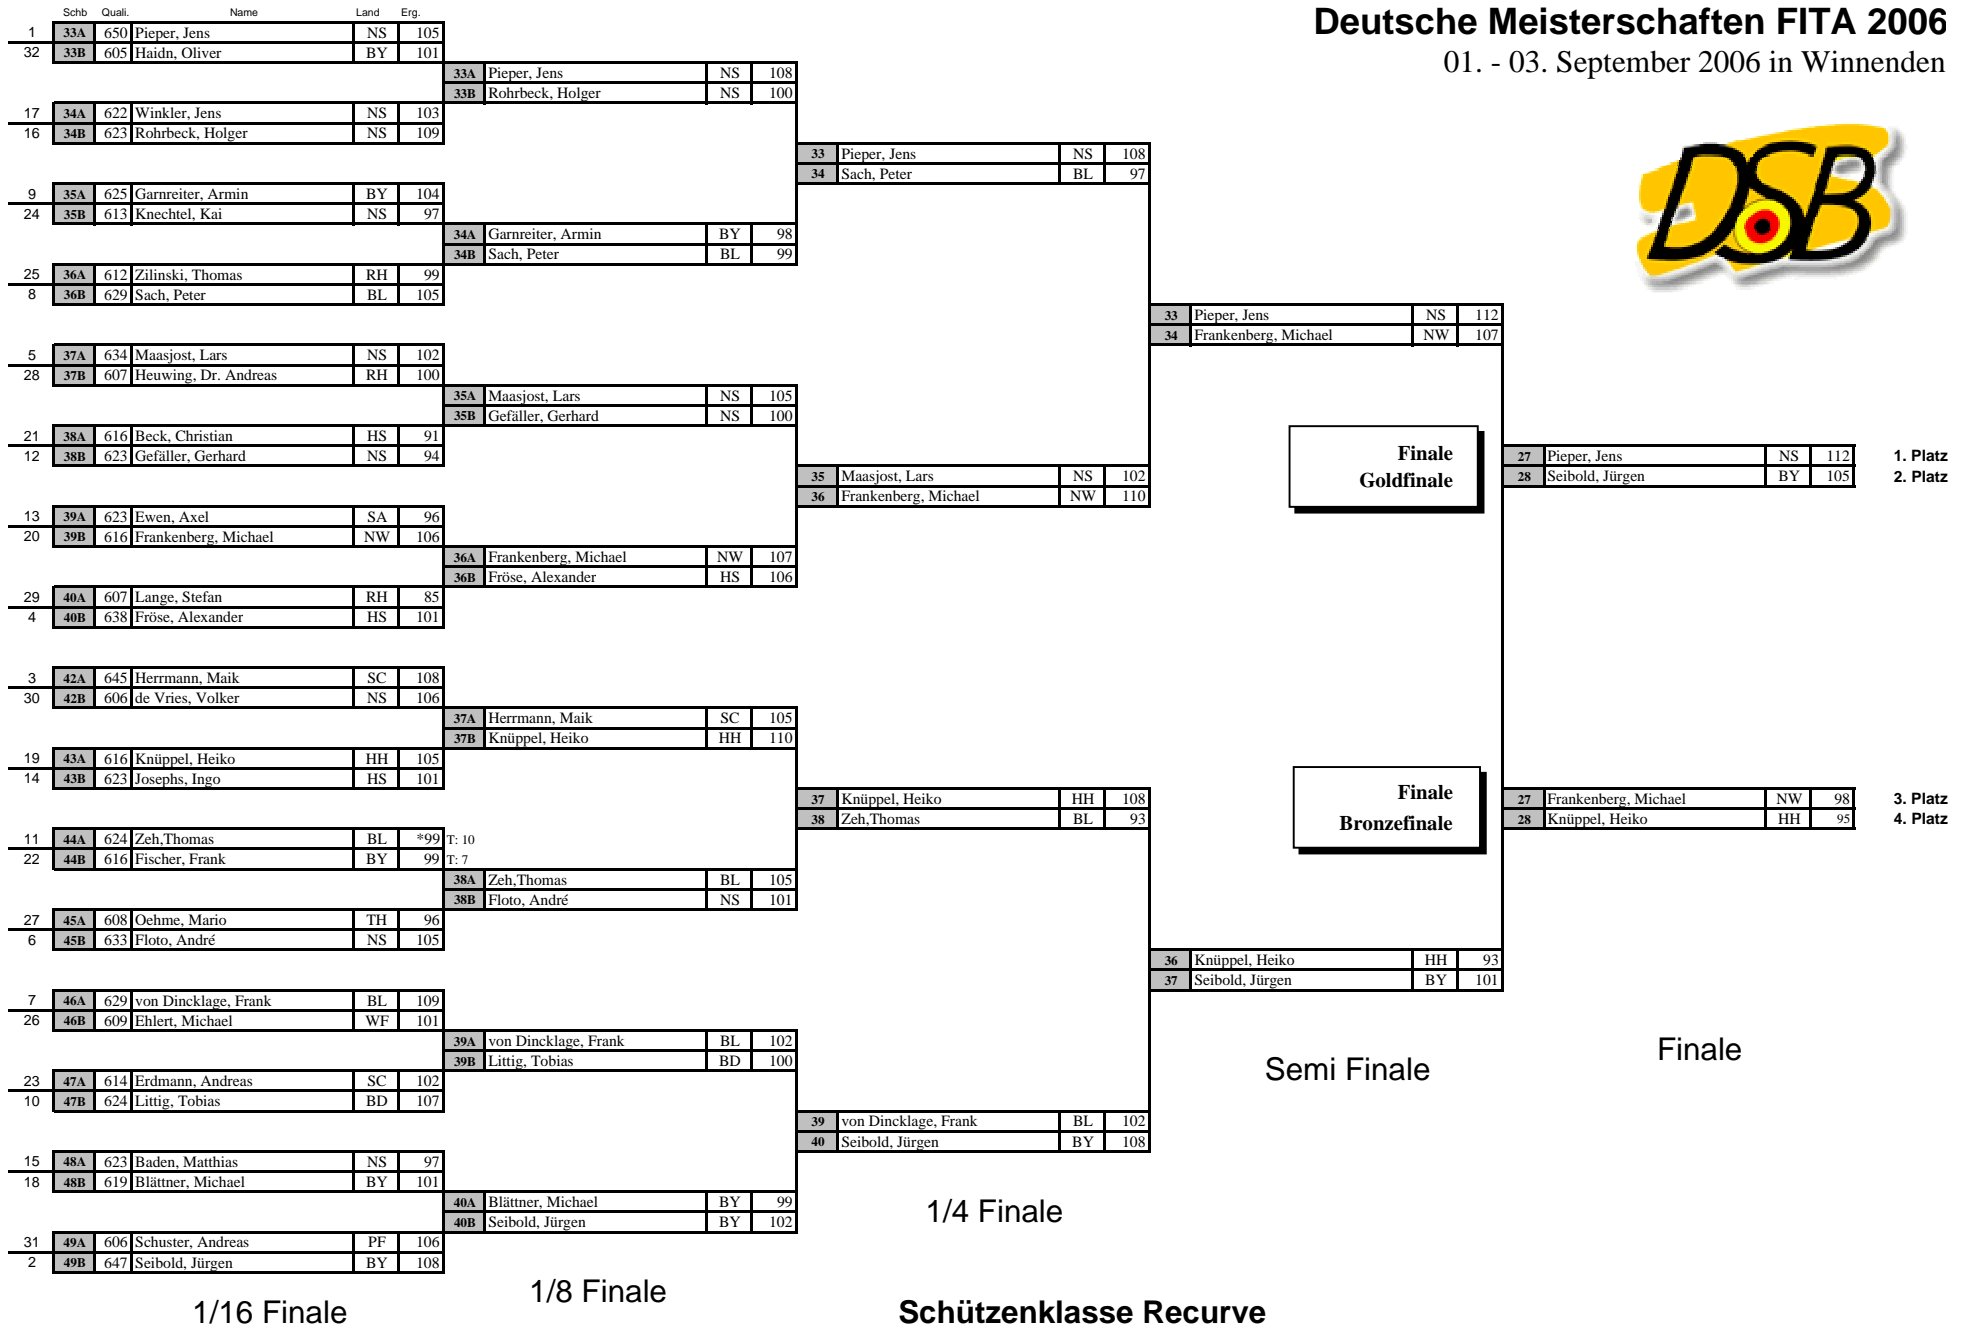 Deutsche Meisterschaften FITA 2006
01. - 03. September 2006 in Winnenden
DSB
Schb Quali. Name Land Erg.
1 33A 650 Pieper, Jens NS 105
32 33B 605 Haidn, Oliver BY 101
17 34A 622 Winkler, Jens NS 103
16 34B 623 Rohrbeck, Holger NS 109
9 35A 625 Garnreiter, Armin BY 104
24 35B 613 Knechtel, Kai NS 97
25 36A 612 Zilinski, Thomas RH 99
8 36B 629 Sach, Peter BL 105
5 37A 634 Maasjost, Lars NS 102
28 37B 607 Heuwing, Dr. Andreas RH 100
21 38A 616 Beck, Christian HS 91
12 38B 623 Gefäller, Gerhard NS 94
13 39A 623 Ewen, Axel SA 96
20 39B 616 Frankenberg, Michael NW 106
29 40A 607 Lange, Stefan RH 85
4 40B 638 Fröse, Alexander HS 101
3 42A 645 Herrmann, Maik SC 108
30 42B 606 de Vries, Volker NS 106
19 43A 616 Knüppel, Heiko HH 105
14 43B 623 Josephs, Ingo HS 101
11 44A 624 Zeh,Thomas BL *99 T: 10
22 44B 616 Fischer, Frank BY 99 T: 7
27 45A 608 Oehme, Mario TH 96
6 45B 633 Floto, André NS 105
7 46A 629 von Dincklage, Frank BL 109
26 46B 609 Ehlert, Michael WF 101
23 47A 614 Erdmann, Andreas SC 102
10 47B 624 Littig, Tobias BD 107
15 48A 623 Baden, Matthias NS 97
18 48B 619 Blättner, Michael BY 101
31 49A 606 Schuster, Andreas PF 106
2 49B 647 Seibold, Jürgen BY 108
1/16 Finale
33A Pieper, Jens NS 108
33B Rohrbeck, Holger NS 100
34A Garnreiter, Armin BY 98
34B Sach, Peter BL 99
35A Maasjost, Lars NS 105
35B Gefäller, Gerhard NS 100
36A Frankenberg, Michael NW 107
36B Fröse, Alexander HS 106
37A Herrmann, Maik SC 105
37B Knüppel, Heiko HH 110
38A Zeh,Thomas BL 105
38B Floto, André NS 101
39A von Dincklage, Frank BL 102
39B Littig, Tobias BD 100
40A Blättner, Michael BY 99
40B Seibold, Jürgen BY 102
1/8 Finale
33 Pieper, Jens NS 108
34 Sach, Peter BL 97
35 Maasjost, Lars NS 102
36 Frankenberg, Michael NW 110
37 Knüppel, Heiko HH 108
38 Zeh,Thomas BL 93
39 von Dincklage, Frank BL 102
40 Seibold, Jürgen BY 108
1/4 Finale
33 Pieper, Jens NS 112
34 Frankenberg, Michael NW 107
36 Knüppel, Heiko HH 93
37 Seibold, Jürgen BY 101
Semi Finale
Finale
Goldfinale
27 Pieper, Jens NS 112 1. Platz
28 Seibold, Jürgen BY 105 2. Platz
Finale
Bronzefinale
27 Frankenberg, Michael NW 98 3. Platz
28 Knüppel, Heiko HH 95 4. Platz
Finale
Schützenklasse Recurve